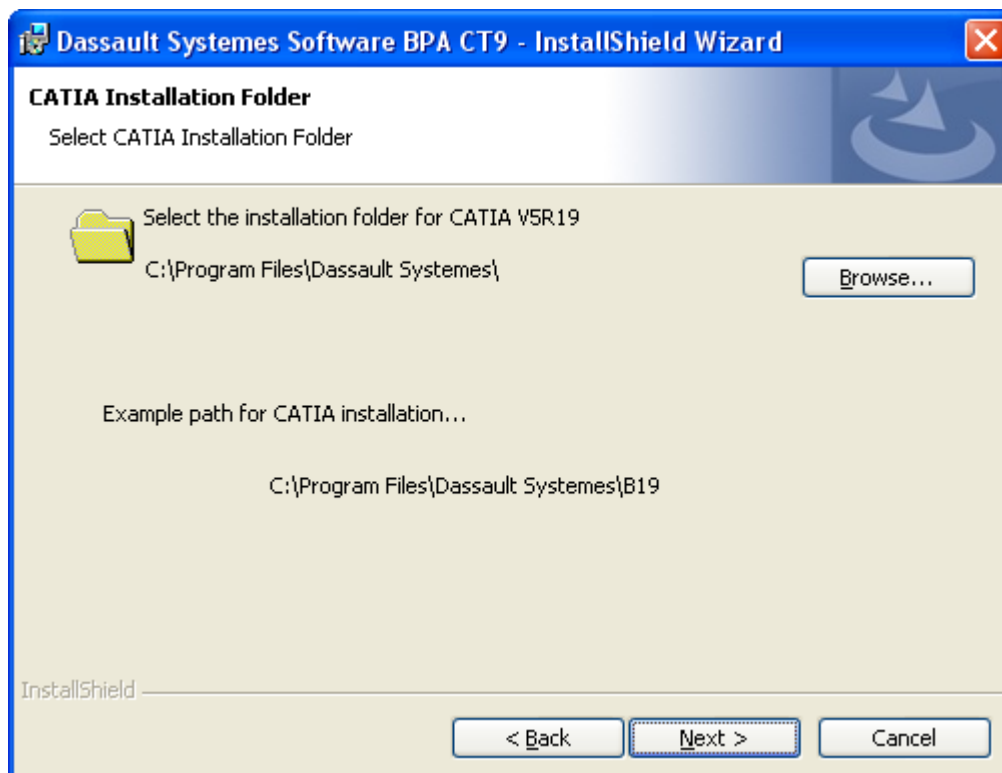 Dassault Systemes Software BPA CT9 - InstallShield Wizard
CATIA Installation Folder
Select CATIA Installation Folder
Select the installation folder for CATIA V5R19
C:\Program Files\Dassault Systemes\
Browse...
Example path for CATIA installation...
C:\Program Files\Dassault Systemes\B19
InstallShield
< Back
Next >
Cancel